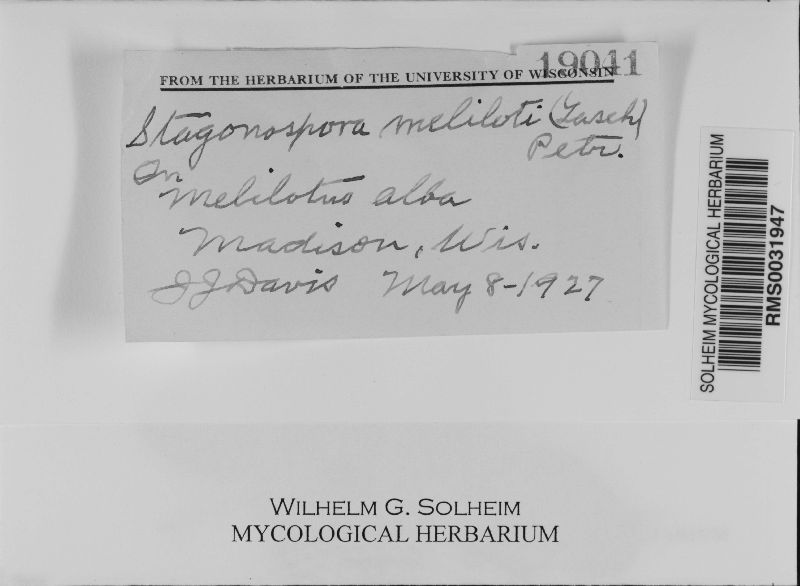 19041
FROM THE HERBARIUM OF THE UNIVERSITY OF WISCONSIN
Stagonospora meliloti (Lasch)
Petr.
On
Melilotus alba
Madison, Wis.
J J Davis May 8-1927
SOLHEIM MYCOLOGICAL HERBARIUM
RMS0031947
WILHELM G. SOLHEIM
MYCOLOGICAL HERBARIUM